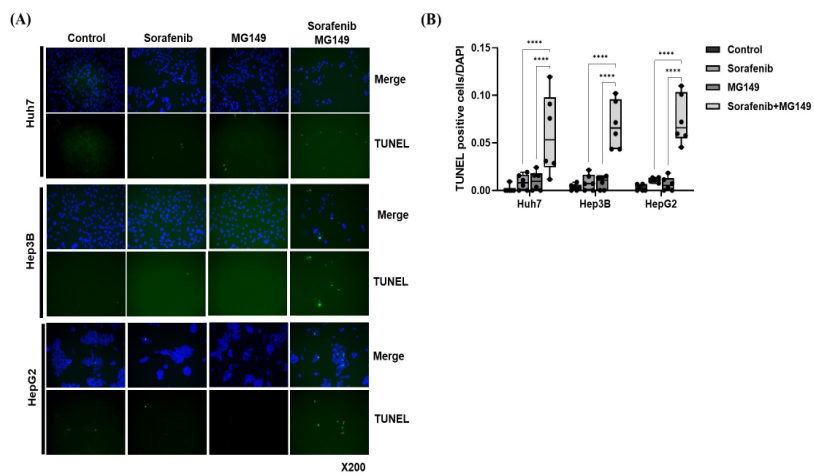 (A)
Control Sorafenib MG149 Sorafenib
MG149
Huh7
Merge
TUNEL
Hep3B
Merge
TUNEL
HepG2
Merge
TUNEL
X200
(B)
TUNEL positive cells/DAPI
0.15
0.10
0.05
0.00
**** **** ****
**** **** ****
Huh7 Hep3B HepG2
Control
Sorafenib
MG149
Sorafenib+MG149